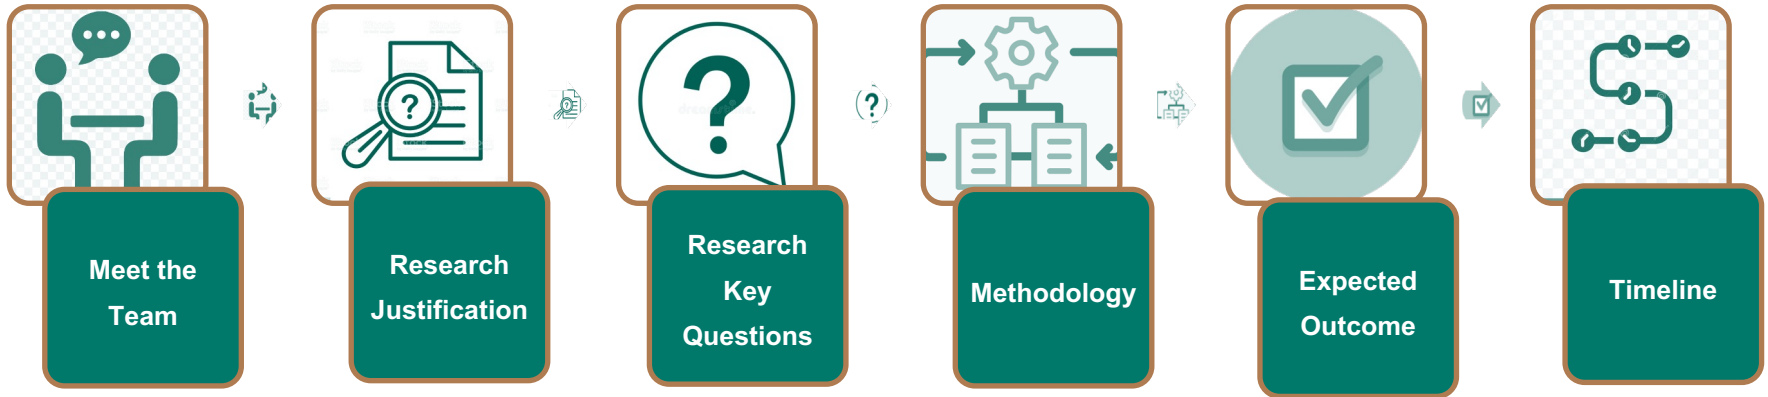 Meet the
Team
Research
Justification
Research
Key
Questions
Methodology
Expected
Outcome
Timeline